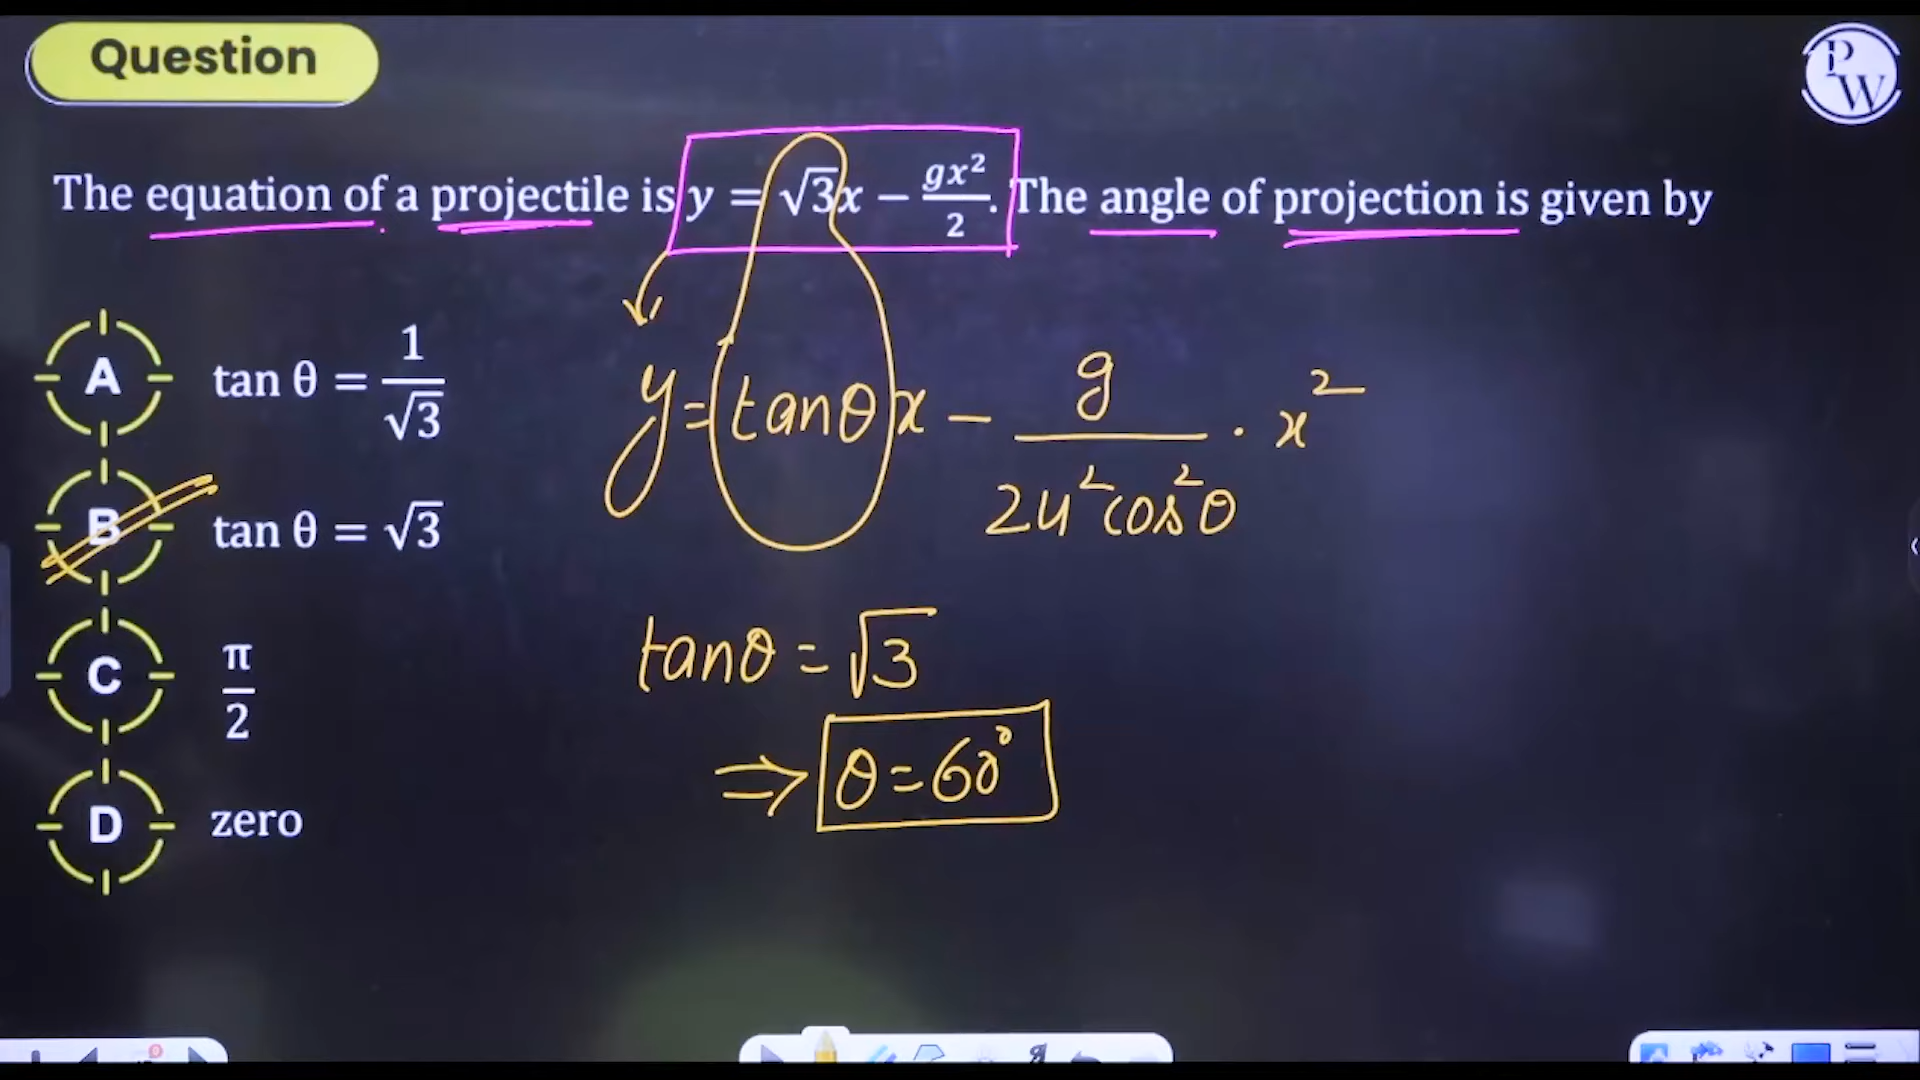 Question
PW
The equation of a projectile is y = √3x − gx²/2. The angle of projection is given by
A tan θ = 1/√3
y = tanθ x − g/2u²cos²θ · x²
B tan θ = √3
tanθ = √3
C π/2
⇒ θ = 60°
D zero